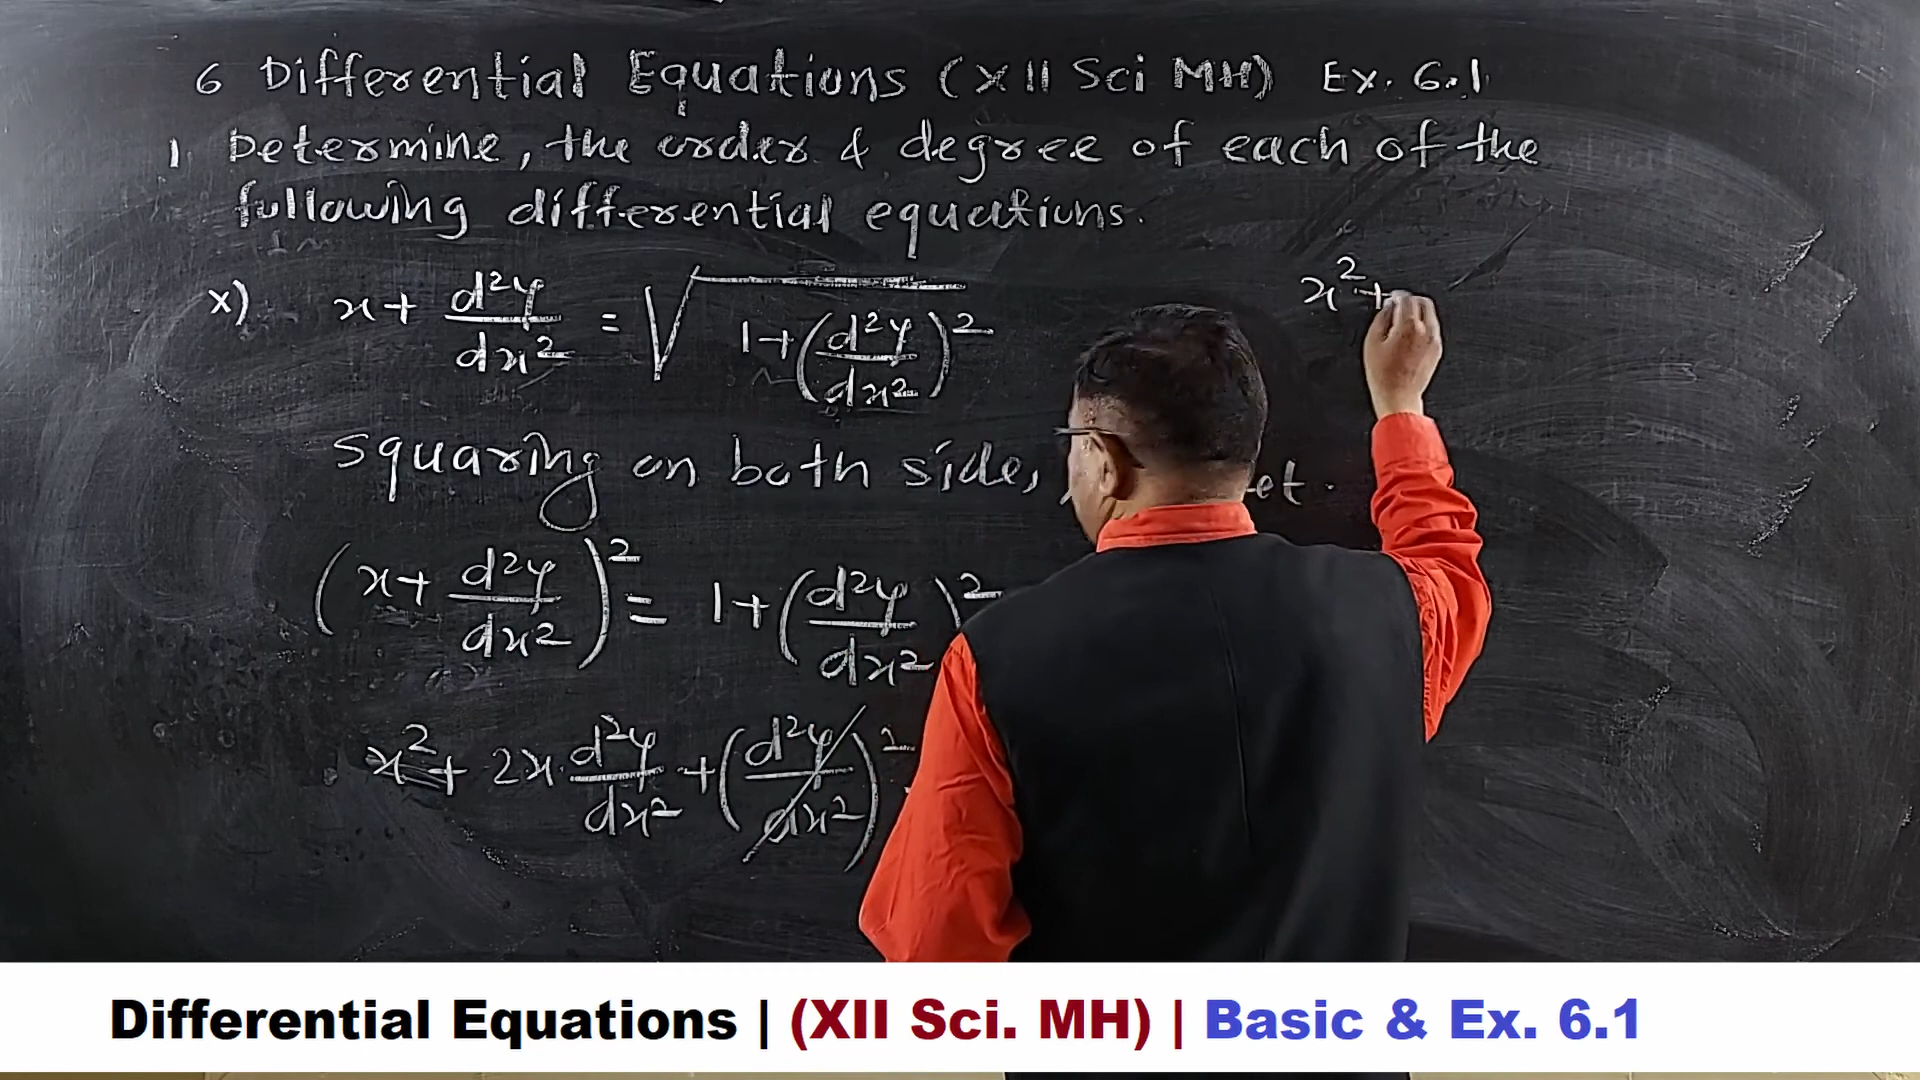 6 Differential Equations (XII Sci MH) Ex. 6.1
1 Determine, the order & degree of each of the
following differential equations.
x) x + d²y/dx² = √(1+(d²y/dx²)²)
x²+
Squaring on both side, et.
(x+ d²y/dx²)² = 1+(d²y/dx²)²
x²+ 2x d²y/dx² +(d²y/dx²)²
Differential Equations | (XII Sci. MH) | Basic & Ex. 6.1